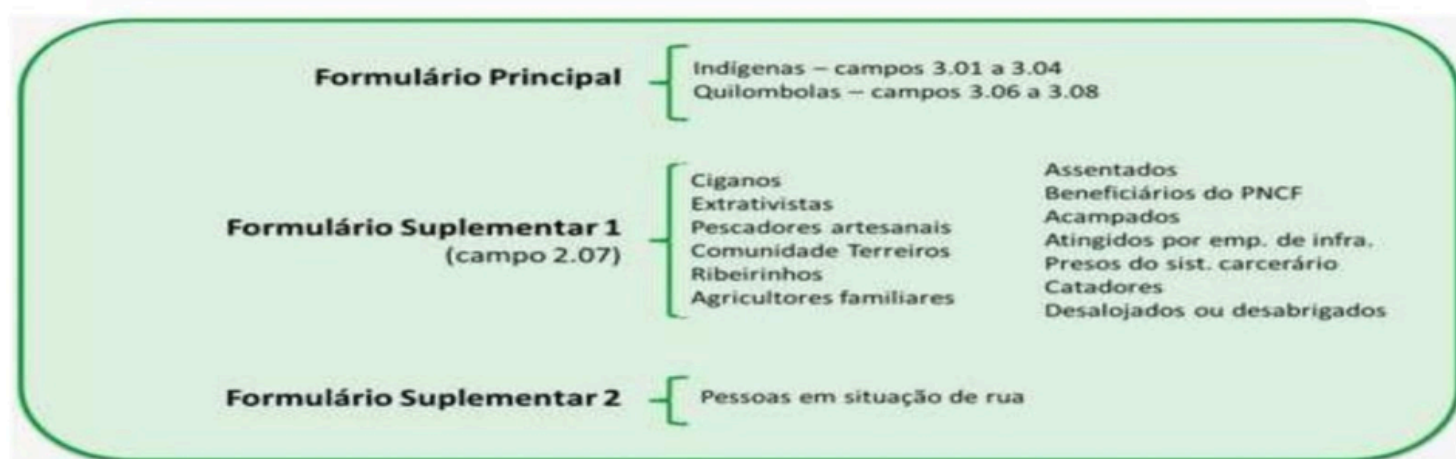 Formulário Principal
Indígenas – campos 3.01 a 3.04
Quilombolas – campos 3.06 a 3.08
Formulário Suplementar 1
(campo 2.07)
Ciganos
Extrativistas
Pescadores artesanais
Comunidade Terreiros
Ribeirinhos
Agricultores familiares
Assentados
Beneficiários do PNCF
Acampados
Atingidos por emp. de infra.
Presos do sist. carcerário
Catadores
Desalojados ou desabrigados
Formulário Suplementar 2
Pessoas em situação de rua